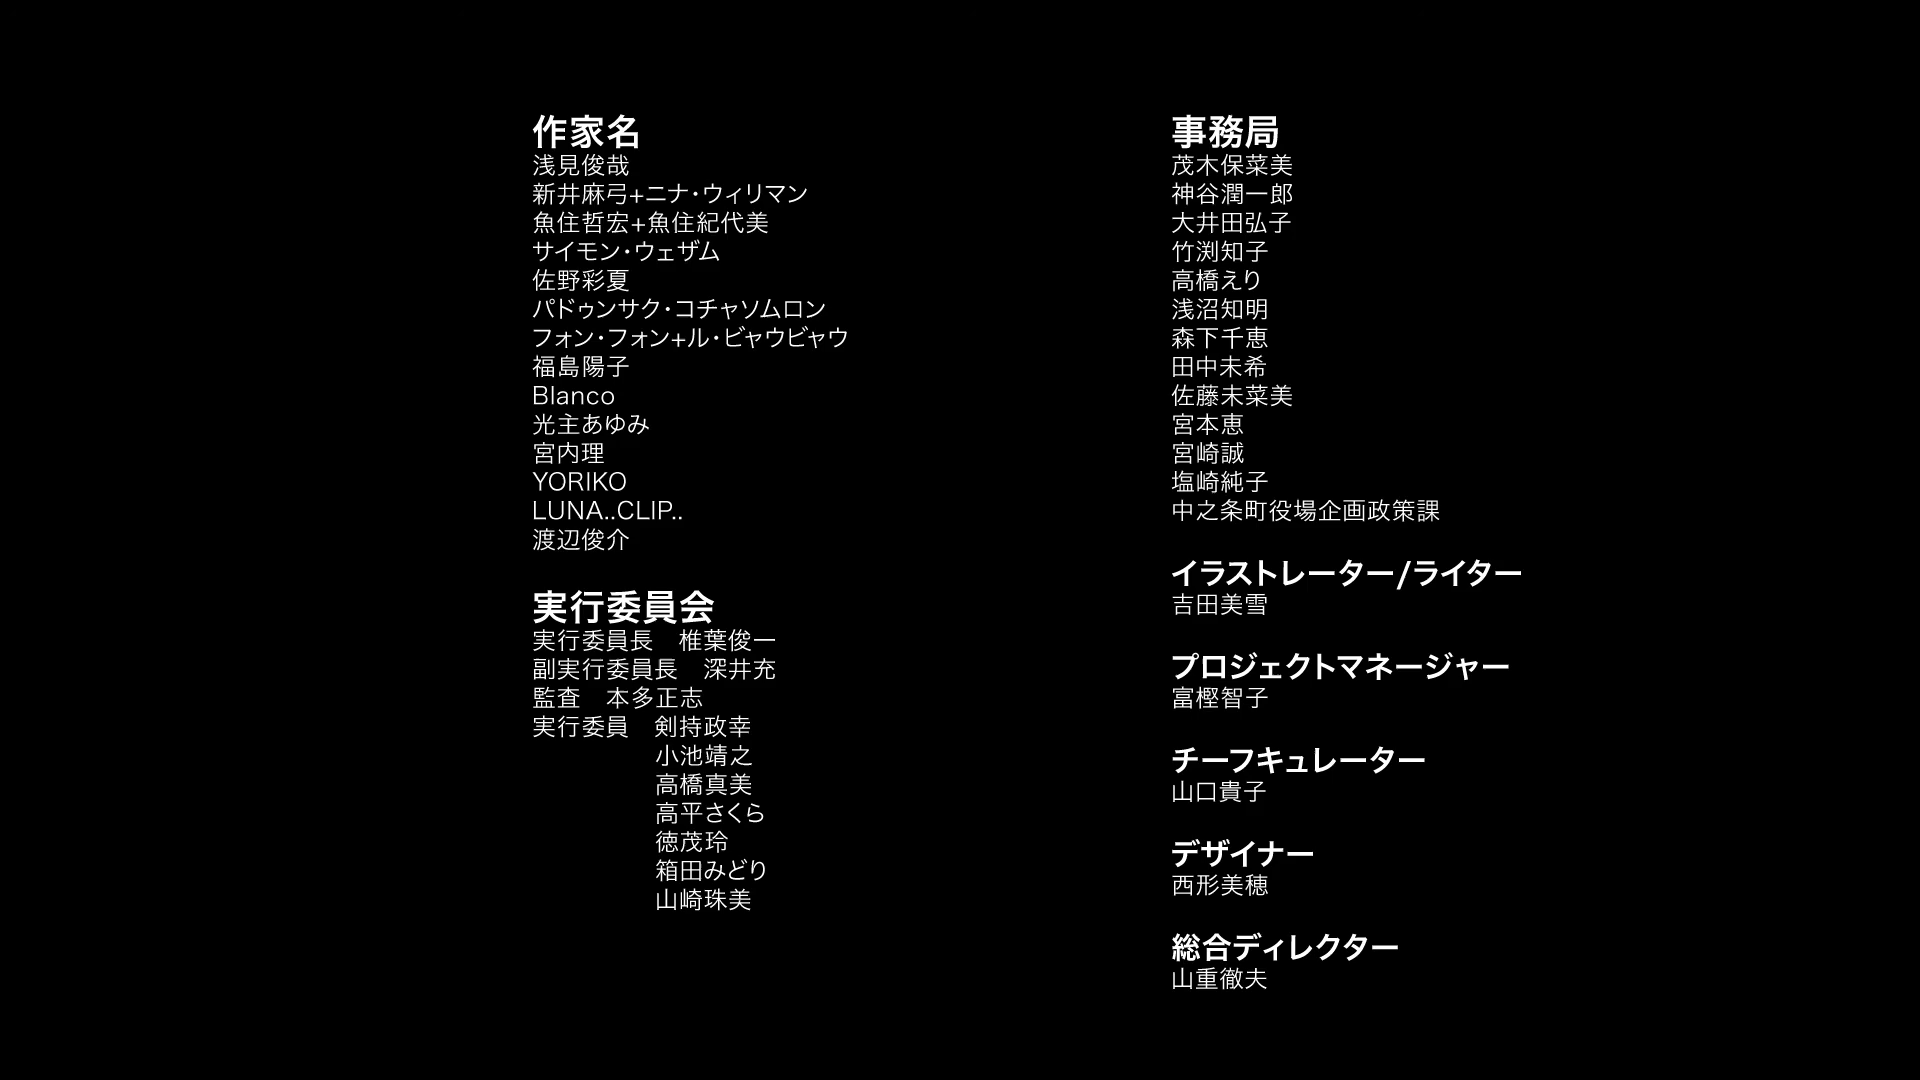 作家名
浅見俊哉
新井麻弓+ニナ・ウィリマン
魚住哲宏+魚住紀代美
サイモン・ウェザム
佐野彩夏
パドゥンサク・コチャソムロン
フォン・フォン+ル・ビャウビャウ
福島陽子
Blanco
光主あゆみ
宮内理
YORIKO
LUNA..CLIP..
渡辺俊介
実行委員会
実行委員長　椎葉俊一
副実行委員長　深井充
監査　本多正志
実行委員　剣持政幸
小池靖之
高橋真美
高平さくら
徳茂玲
箱田みどり
山崎珠美
事務局
茂木保菜美
神谷潤一郎
大井田弘子
竹渕知子
高橋えり
浅沼知明
森下千恵
田中未希
佐藤未菜美
宮本恵
宮崎誠
塩崎純子
中之条町役場企画政策課
イラストレーター/ライター
吉田美雪
プロジェクトマネージャー
富樫智子
チーフキュレーター
山口貴子
デザイナー
西形美穂
総合ディレクター
山重徹夫